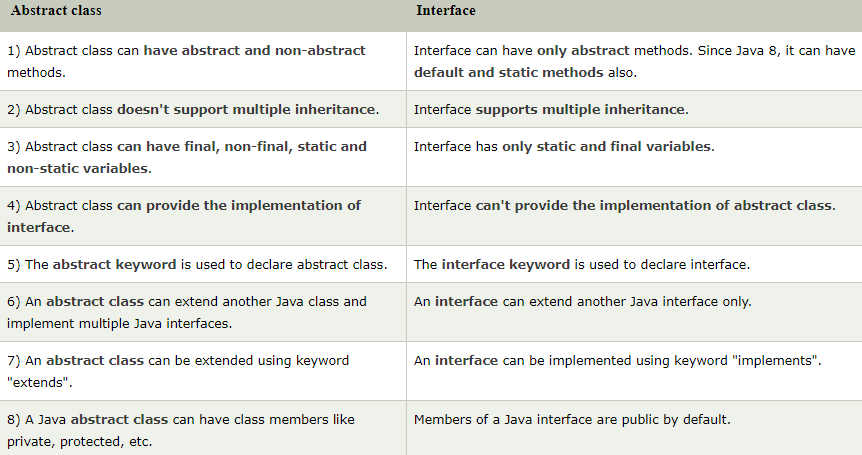 Abstract class
Interface
1) Abstract class can have abstract and non-abstract
methods.
Interface can have only abstract methods. Since Java 8, it can have
default and static methods also.
2) Abstract class doesn't support multiple inheritance.
Interface supports multiple inheritance.
3) Abstract class can have final, non-final, static and
non-static variables.
Interface has only static and final variables.
4) Abstract class can provide the implementation of
interface.
Interface can't provide the implementation of abstract class.
5) The abstract keyword is used to declare abstract class.
The interface keyword is used to declare interface.
6) An abstract class can extend another Java class and
implement multiple Java interfaces.
An interface can extend another Java interface only.
7) An abstract class can be extended using keyword
"extends".
An interface can be implemented using keyword "implements".
8) A Java abstract class can have class members like
private, protected, etc.
Members of a Java interface are public by default.